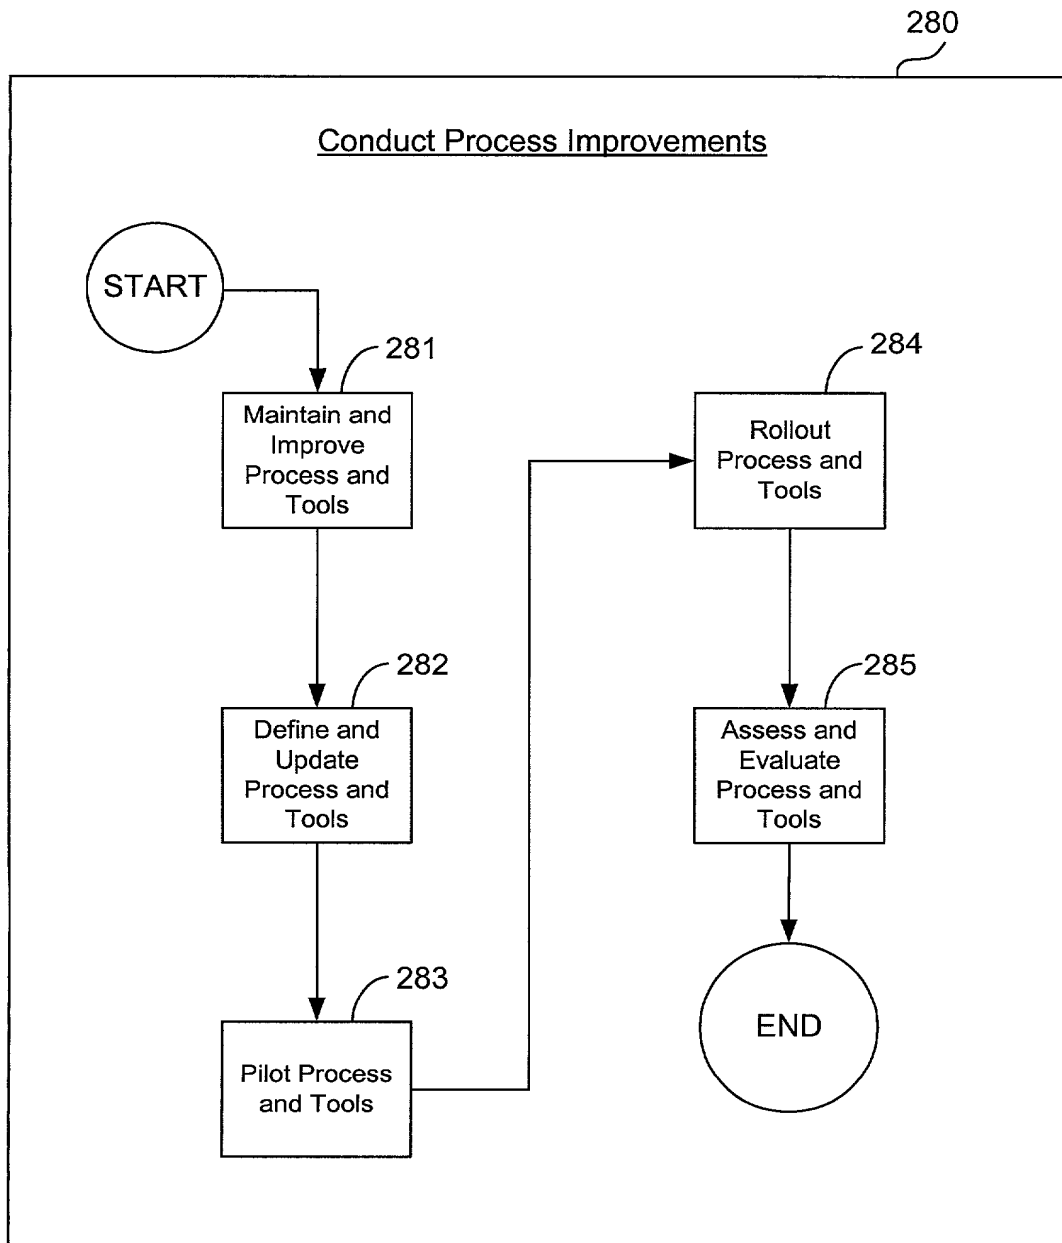 280
Conduct Process Improvements
START
281
Maintain and
Improve
Process and
Tools
282
Define and
Update
Process and
Tools
283
Pilot Process
and Tools
284
Rollout
Process and
Tools
285
Assess and
Evaluate
Process and
Tools
END